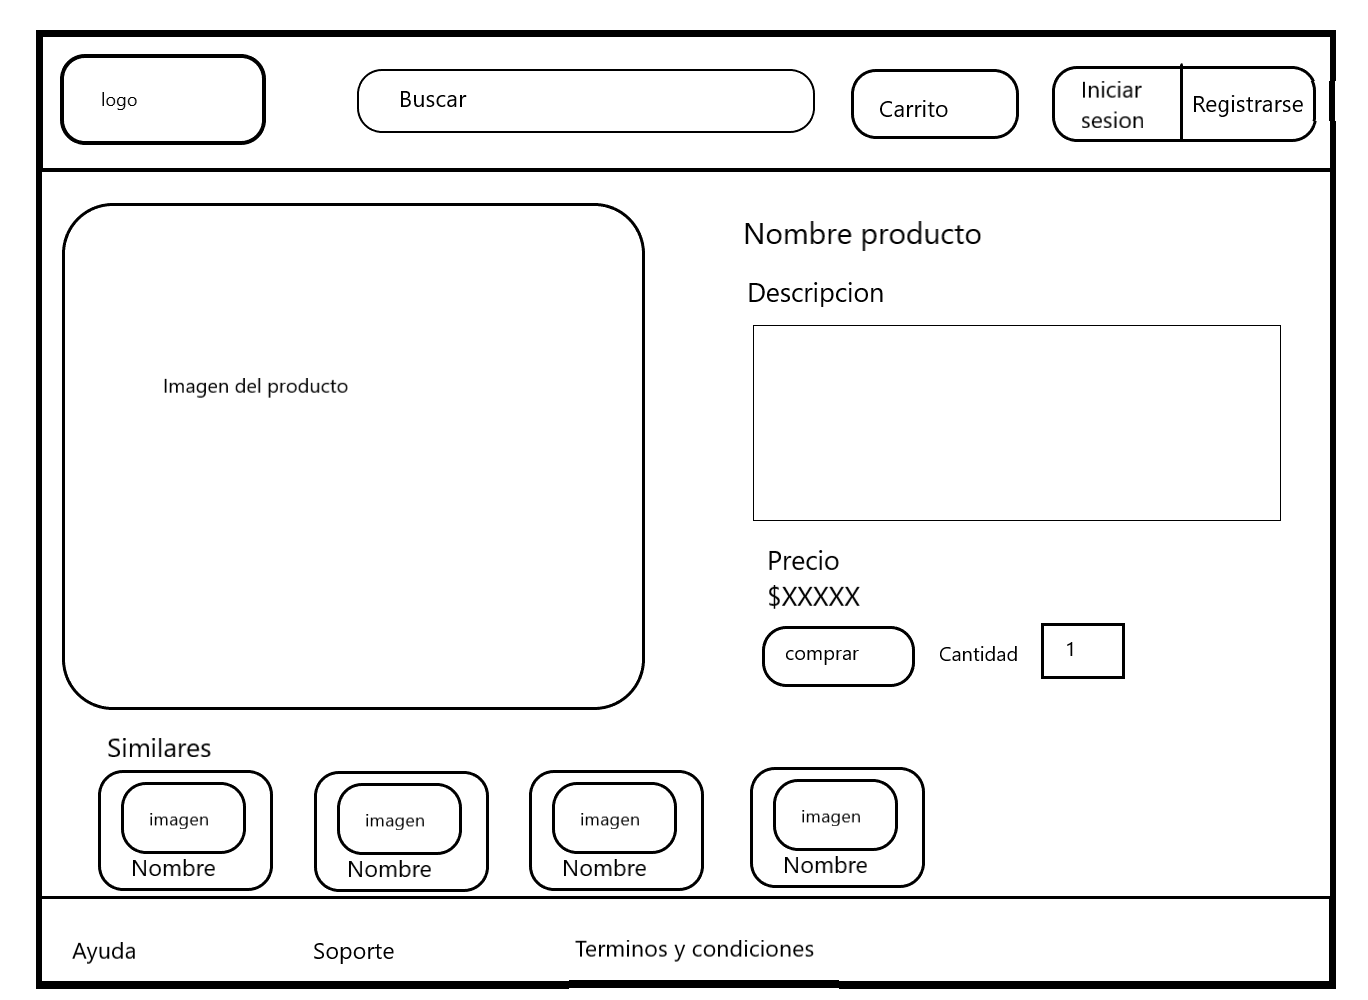 logo
Buscar
Carrito
Iniciar
sesion
Registrarse
Imagen del producto
Nombre producto
Descripcion
Precio
$XXXXX
comprar
Cantidad
1
Similares
imagen
Nombre
imagen
Nombre
imagen
Nombre
imagen
Nombre
Ayuda
Soporte
Terminos y condiciones